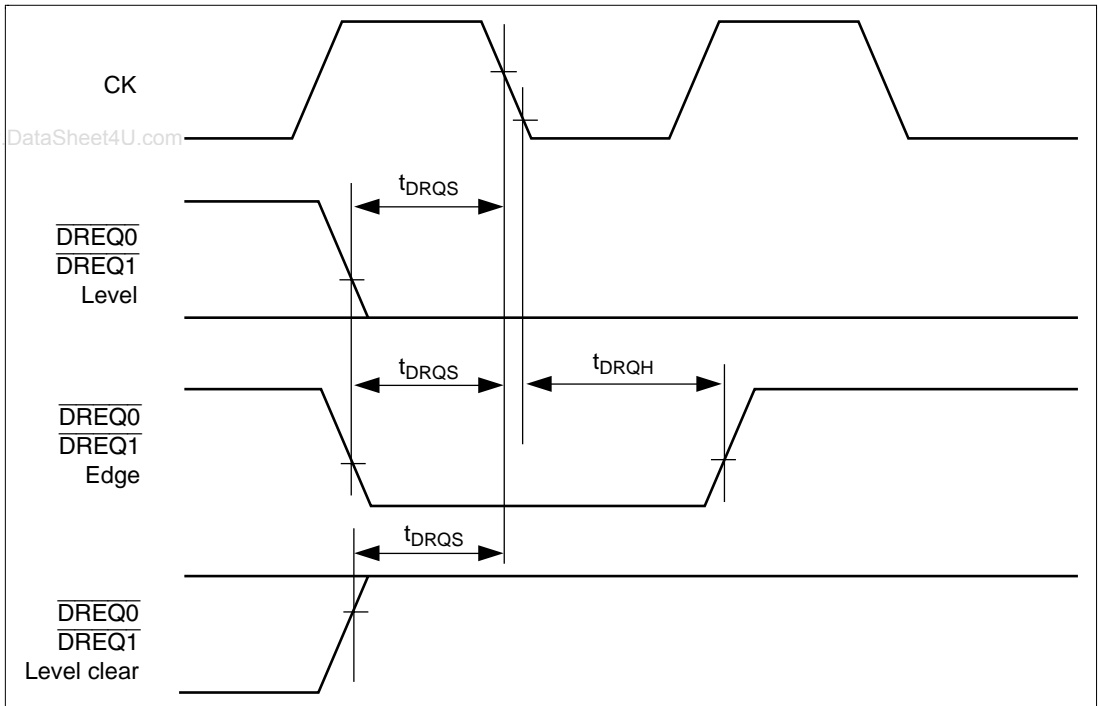 CK
.DataSheet4U.com
tDRQS
DREQ0
DREQ1
Level
tDRQS
tDRQH
DREQ0
DREQ1
Edge
tDRQS
DREQ0
DREQ1
Level clear